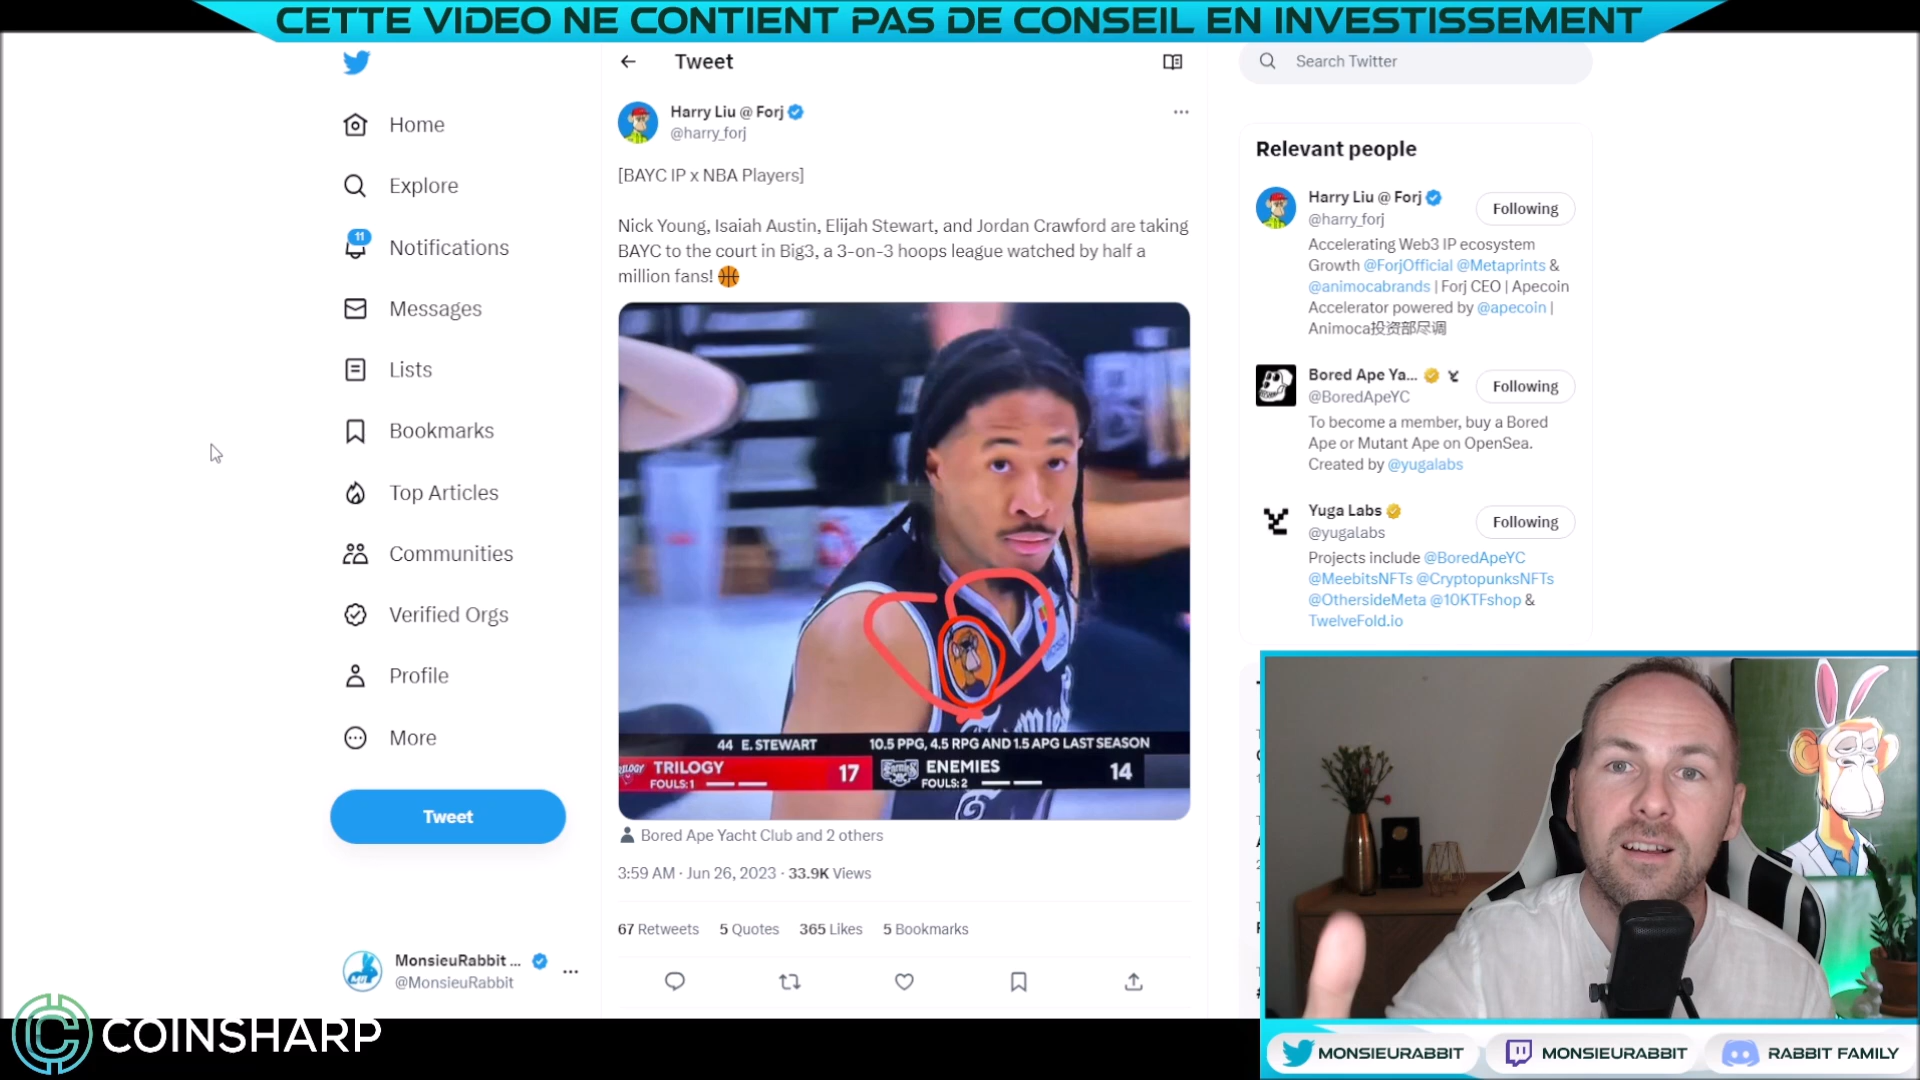 CETTE VIDEO NE CONTIENT PAS DE CONSEIL EN INVESTISSEMENT
Home
Explore
11
Notifications
Messages
Lists
Bookmarks
Top Articles
Communities
Verified Orgs
Profile
More
Tweet
MonsieuRabbit ...
@MonsieuRabbit
COINSHARP
Tweet
Harry Liu @ Forj
@harry_forj
[BAYC IP x NBA Players]
Nick Young, Isaiah Austin, Elijah Stewart, and Jordan Crawford are taking
BAYC to the court in Big3, a 3-on-3 hoops league watched by half a
million fans!
44 E. STEWART 10.5 PPG, 4.5 RPG AND 1.5 APG LAST SEASON
TRILOGY 17 ENEMIES 14
FOULS: 1 FOULS: 2
Bored Ape Yacht Club and 2 others
3:59 AM · Jun 26, 2023 · 33.9K Views
67 Retweets 5 Quotes 365 Likes 5 Bookmarks
Search Twitter
Relevant people
Harry Liu @ Forj
@harry_forj
Following
Accelerating Web3 IP ecosystem
Growth @ForjOfficial @Metaprints &
@animocabrands | Forj CEO | Apecoin
Accelerator powered by @apecoin |
Animoca投资部尽调
Bored Ape Ya...
@BoredApeYC
Following
To become a member, buy a Bored
Ape or Mutant Ape on OpenSea.
Created by @yugalabs
Yuga Labs
@yugalabs
Following
Projects include @BoredApeYC
@MeebitsNFTs @CryptopunksNFTs
@OthersideMeta @10KTFshop &
TwelveFold.io
MONSIEURABBIT
MONSIEURABBIT
RABBIT FAMILY